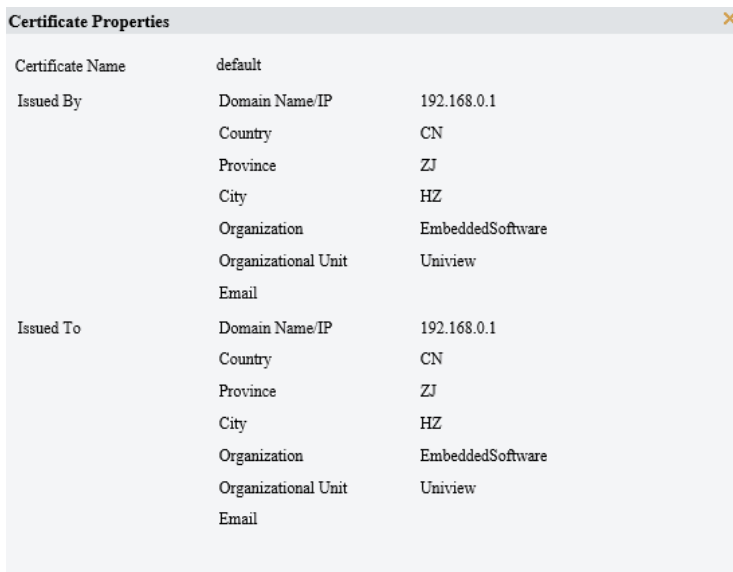 Certificate Properties
Certificate Name default
Issued By Domain Name/IP 192.168.0.1
Country CN
Province ZJ
City HZ
Organization EmbeddedSoftware
Organizational Unit Uniview
Email
Issued To Domain Name/IP 192.168.0.1
Country CN
Province ZJ
City HZ
Organization EmbeddedSoftware
Organizational Unit Uniview
Email